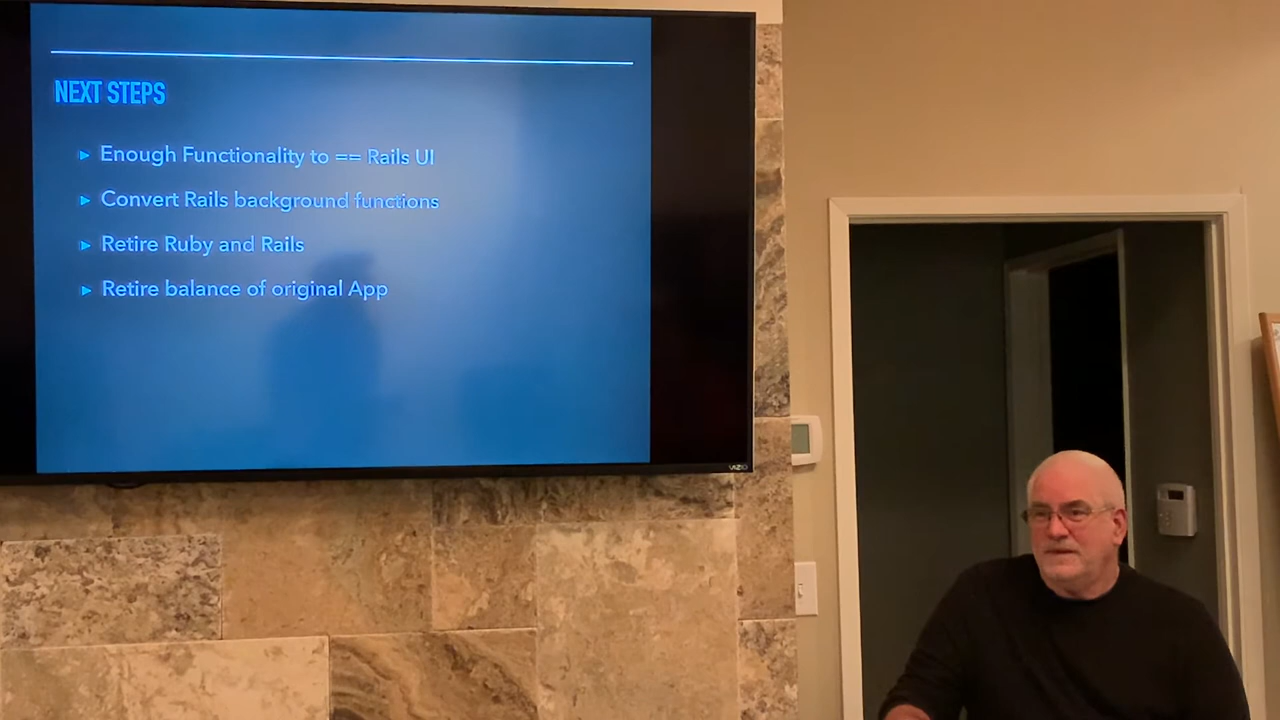 NEXT STEPS
Enough Functionality to == Rails UI
Convert Rails background functions
Retire Ruby and Rails
Retire balance of original App
VIZIO